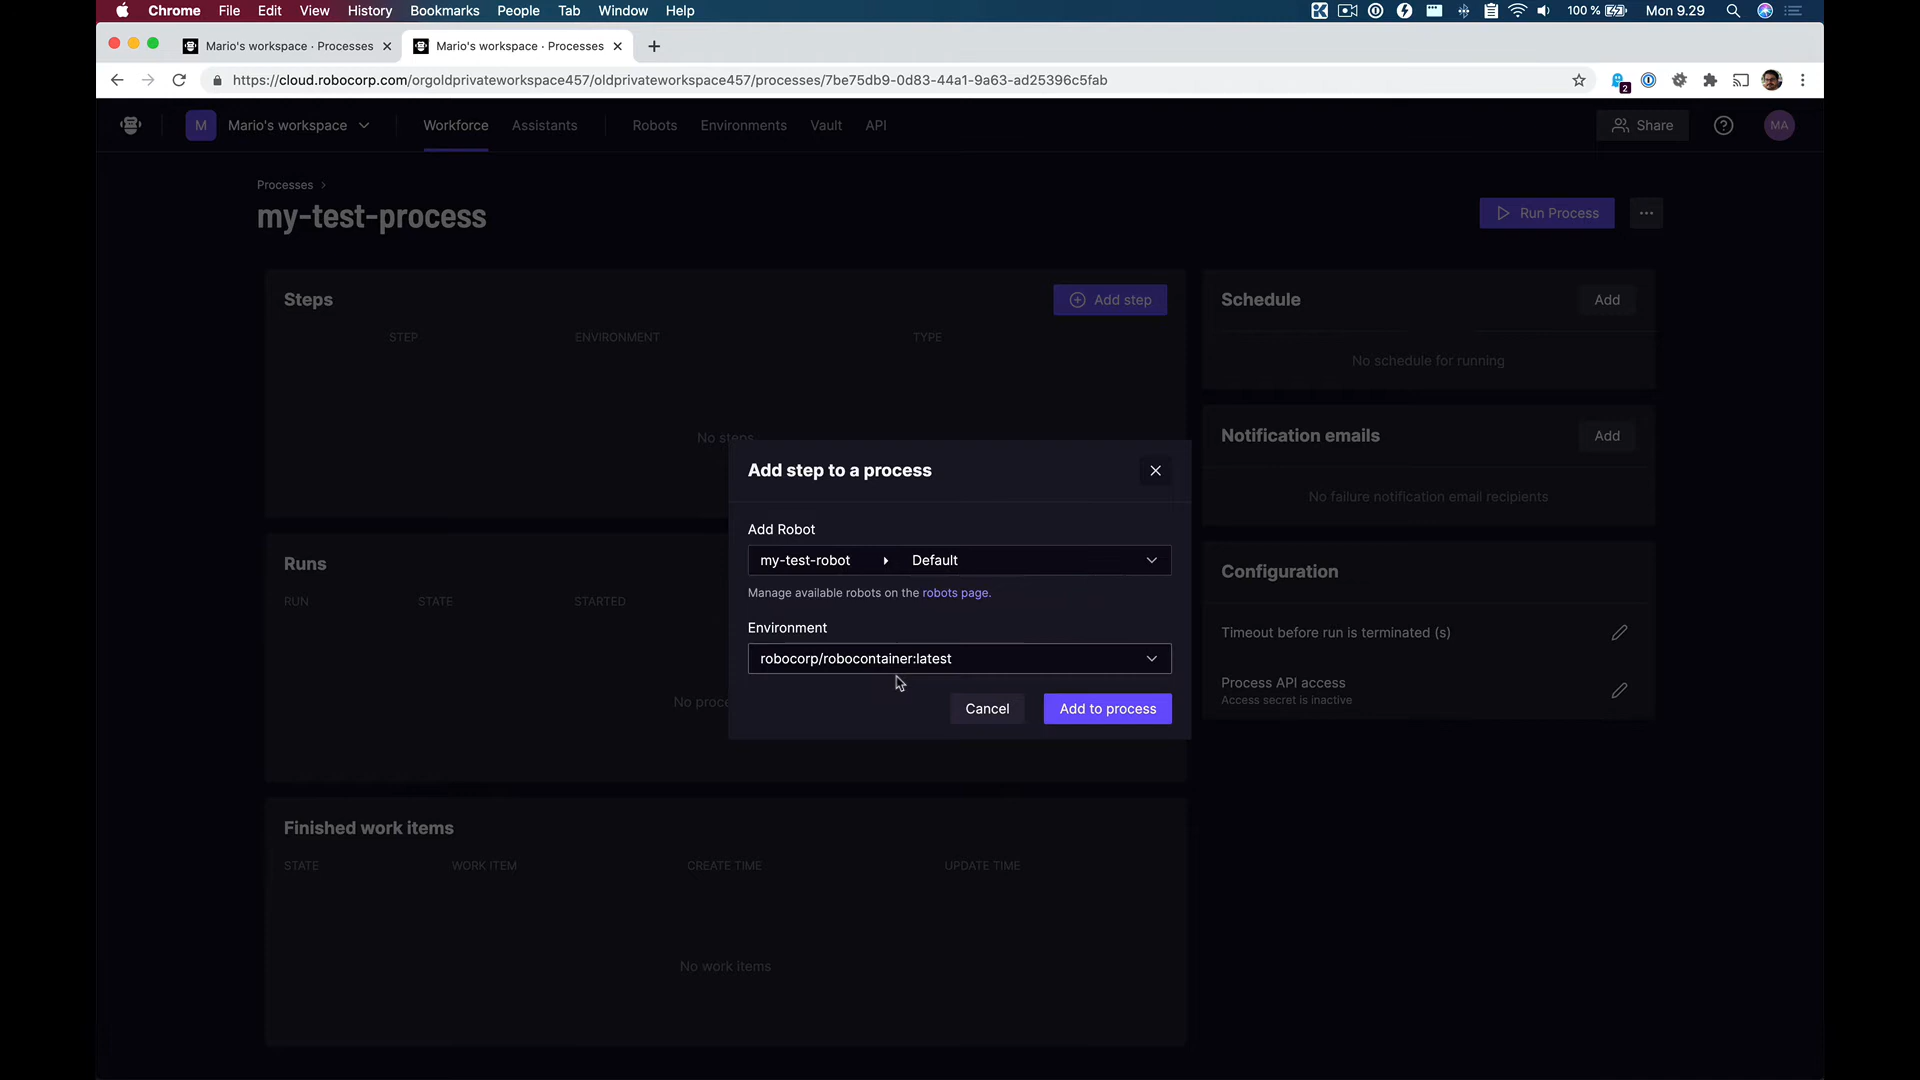 Chrome File Edit View History Bookmarks People Tab Window Help 100 % Mon 9.29
Mario's workspace · Processes Mario's workspace · Processes
https://cloud.robocorp.com/orgoldprivateworkspace457/oldprivateworkspace457/processes/7be75db9-0d83-44a1-9a63-ad25396c5fab 2
M Mario's workspace Workforce Assistants Robots Environments Vault API Share MA
Processes
my-test-process
Run Process
Steps Add step
STEP ENVIRONMENT TYPE
No steps
Schedule Add
No schedule for running
Notification emails Add
No failure notification email recipients
Configuration
Timeout before run is terminated (s)
Process API access
Access secret is inactive
Add step to a process
Add Robot
my-test-robot Default
Manage available robots on the robots page.
Environment
robocorp/robocontainer:latest
Cancel Add to process
Runs
RUN STATE STARTED
No proce
Finished work items
STATE WORK ITEM CREATE TIME UPDATE TIME
No work items